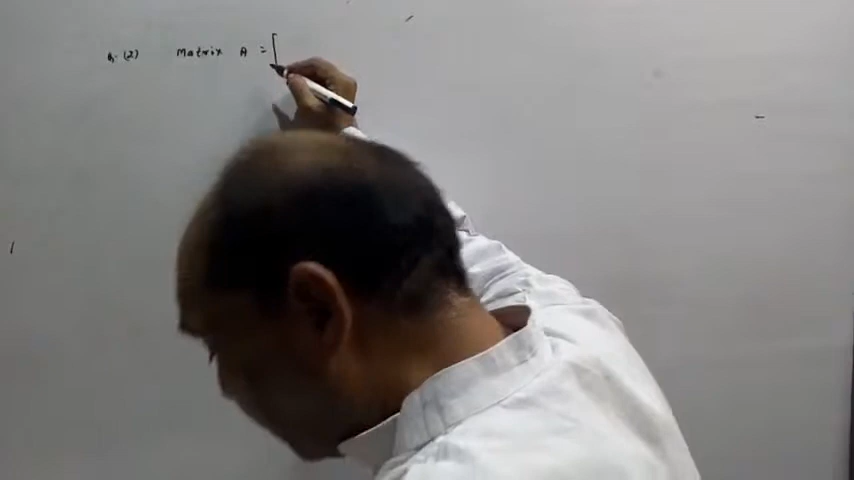 Q.(2) Matrix A = [